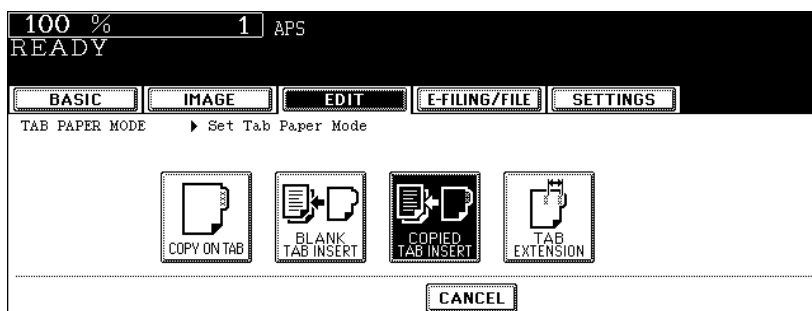 100 % 1 APS
READY
BASIC IMAGE EDIT E-FILING/FILE SETTINGS
TAB PAPER MODE ▶ Set Tab Paper Mode
COPY ON TAB
BLANK
TAB INSERT
COPIED
TAB INSERT
TAB
EXTENSION
CANCEL